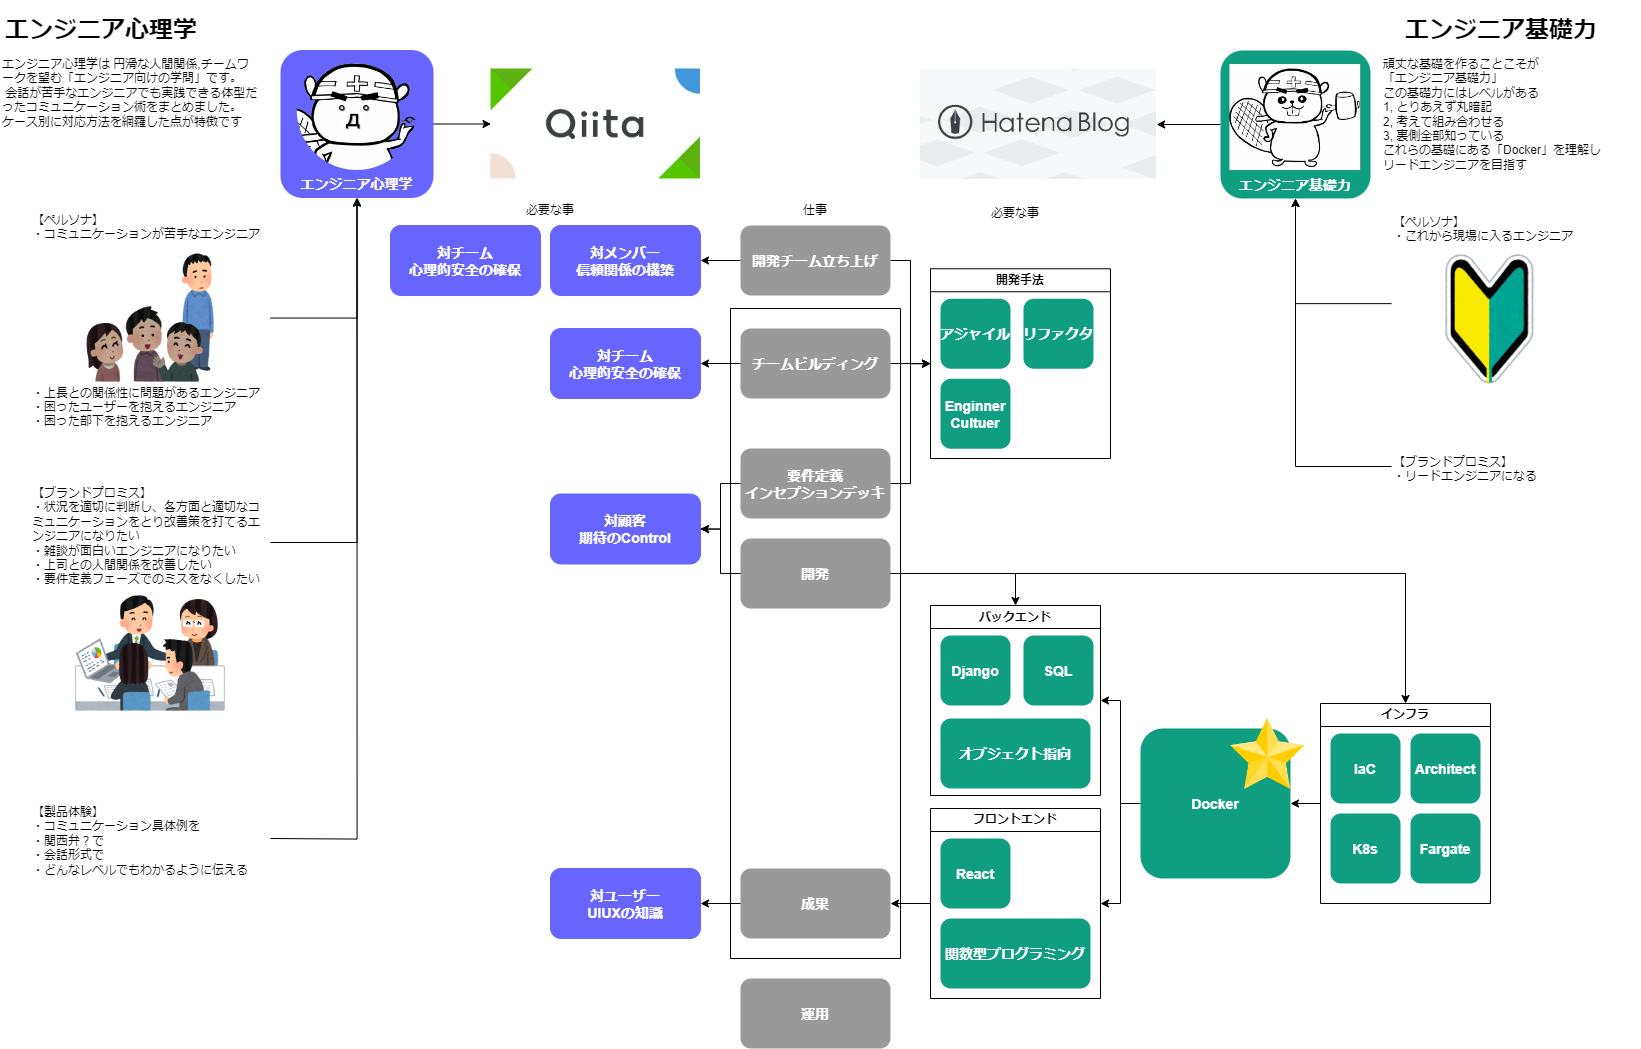 エンジニア心理学
エンジニア心理学は 円滑な人間関係,チームワ
ークを望む「エンジニア向けの学問」です。
会話が苦手なエンジニアでも実践できる体型だ
ったコミュニケーション術をまとめました。
ケース別に対応方法を網羅した点が特徴です
エンジニア心理学
Qiita
Hatena Blog
エンジニア基礎力
エンジニア基礎力
頑丈な基礎を作ることこそが
「エンジニア基礎力」
この基礎力にはレベルがある
1, とりあえず丸暗記
2, 考えて組み合わせる
3, 裏側全部知っている
これらの基礎にある「Docker」を理解し
リードエンジニアを目指す
【ペルソナ】
・コミュニケーションが苦手なエンジニア
・上長との関係性に問題があるエンジニア
・困ったユーザーを抱えるエンジニア
・困った部下を抱えるエンジニア
【ブランドプロミス】
・状況を適切に判断し、各方面と適切なコ
ミュニケーションをとり改善策を打てるエ
ンジニアになりたい
・雑談が面白いエンジニアになりたい
・上司との人間関係を改善したい
・要件定義フェーズでのミスをなくしたい
【製品体験】
・コミュニケーション具体例を
・関西弁？で
・会話形式で
・どんなレベルでもわかるように伝える
必要な事
対チーム
心理的安全の確保
対メンバー
信頼関係の構築
対チーム
心理的安全の確保
対顧客
期待のControl
対ユーザー
UIUXの知識
仕事
開発チーム立ち上げ
チームビルディング
要件定義
インセプションデッキ
開発
成果
運用
必要な事
開発手法
アジャイル
リファクタ
Enginner
Cultuer
バックエンド
Django
SQL
オブジェクト指向
フロントエンド
React
関数型プログラミング
Docker
インフラ
IaC
Architect
K8s
Fargate
【ペルソナ】
・これから現場に入るエンジニア
【ブランドプロミス】
・リードエンジニアになる